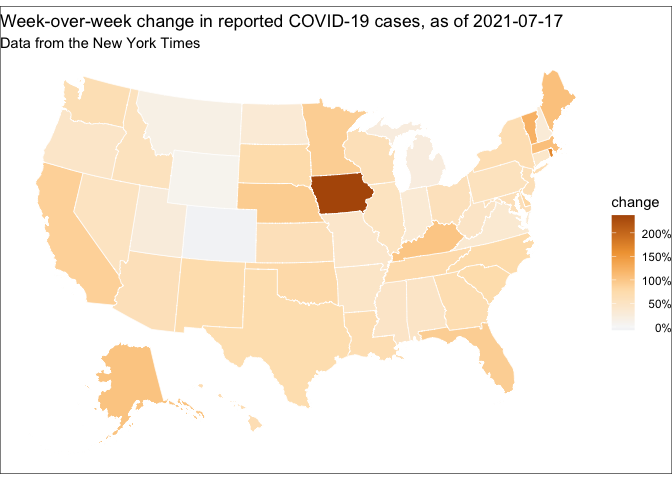 Week-over-week change in reported COVID-19 cases, as of 2021-07-17
Data from the New York Times
change
200%
150%
100%
50%
0%